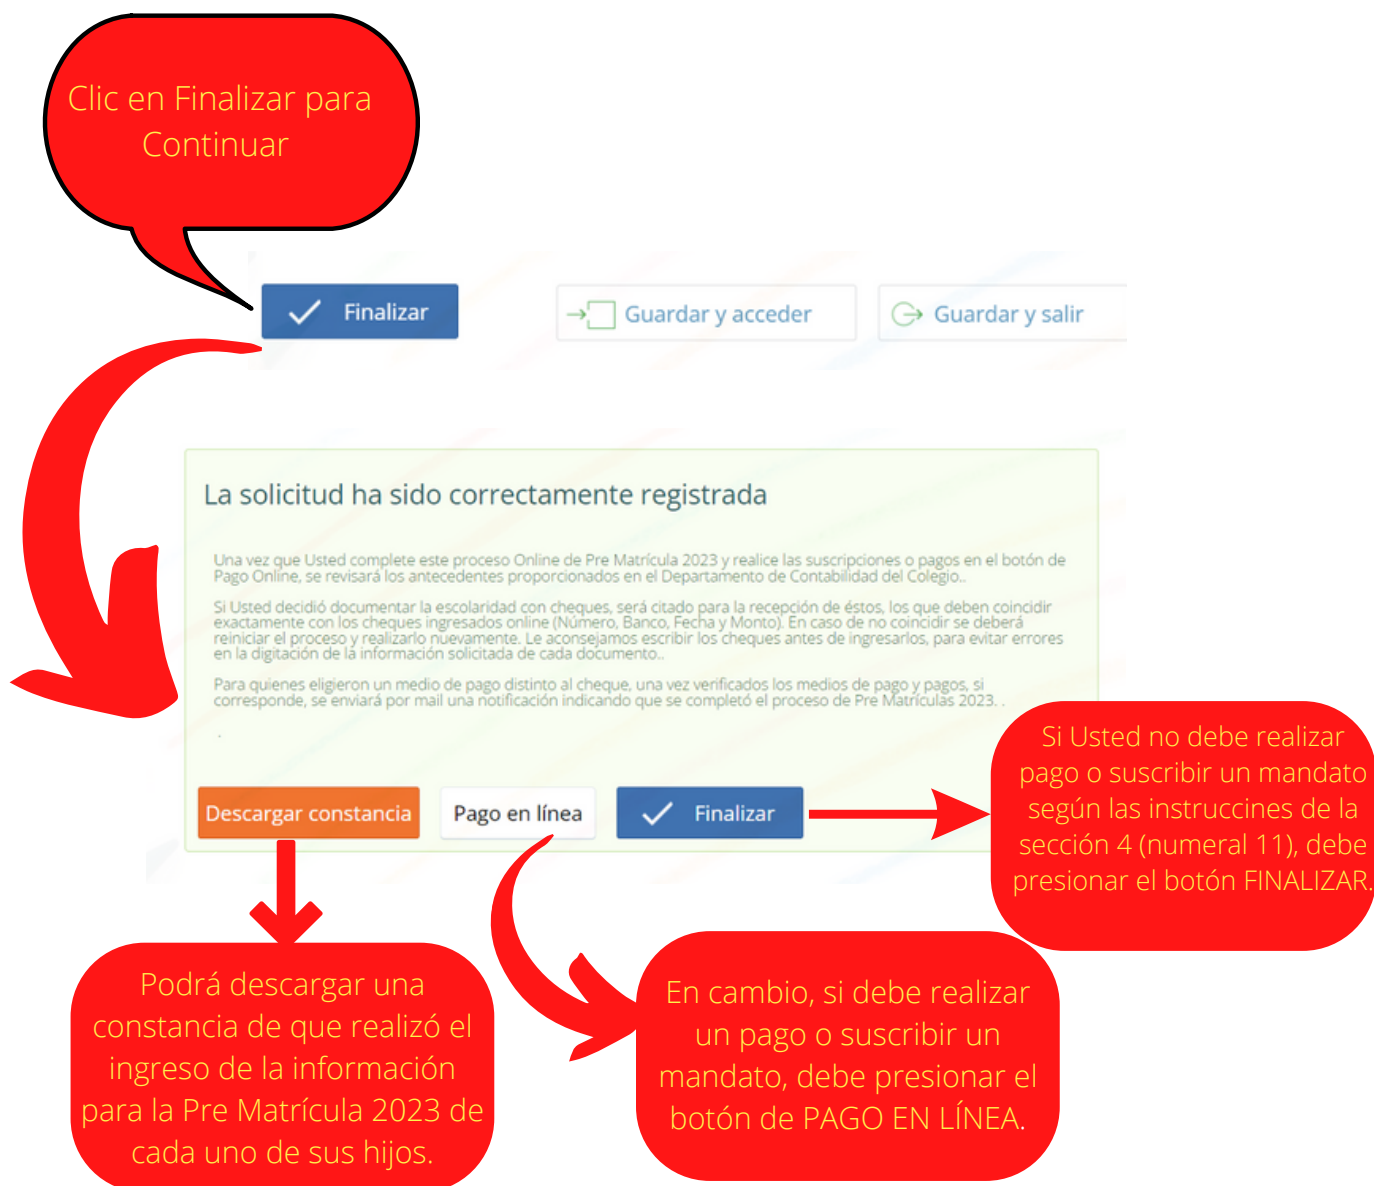 Clic en Finalizar para
Continuar
Finalizar
Guardar y acceder
Guardar y salir
La solicitud ha sido correctamente registrada
Una vez que Usted complete este proceso Online de Pre Matrícula 2023 y realice las suscripciones o pagos en el botón de
Pago Online, se revisará los antecedentes proporcionados en el Departamento de Contabilidad del Colegio..
Si Usted decidió documentar la escolaridad con cheques, será citado para la recepción de éstos, los que deben coincidir
exactamente con los cheques ingresados online (Número, Banco, Fecha y Monto). En caso de no coincidir se deberá
reiniciar el proceso y realizarlo nuevamente. Le aconsejamos escribir los cheques antes de ingresarlos, para evitar errores
en la digitación de la información solicitada de cada documento..
Para quienes eligieron un medio de pago distinto al cheque, una vez verificados los medios de pago y pagos, si
corresponde, se enviará por mail una notificación indicando que se completó el proceso de Pre Matrículas 2023. .
.
Descargar constancia
Pago en línea
Finalizar
Si Usted no debe realizar
pago o suscribir un mandato
según las instruccines de la
sección 4 (numeral 11), debe
presionar el botón FINALIZAR.
Podrá descargar una
constancia de que realizó el
ingreso de la información
para la Pre Matrícula 2023 de
cada uno de sus hijos.
En cambio, si debe realizar
un pago o suscribir un
mandato, debe presionar el
botón de PAGO EN LÍNEA.